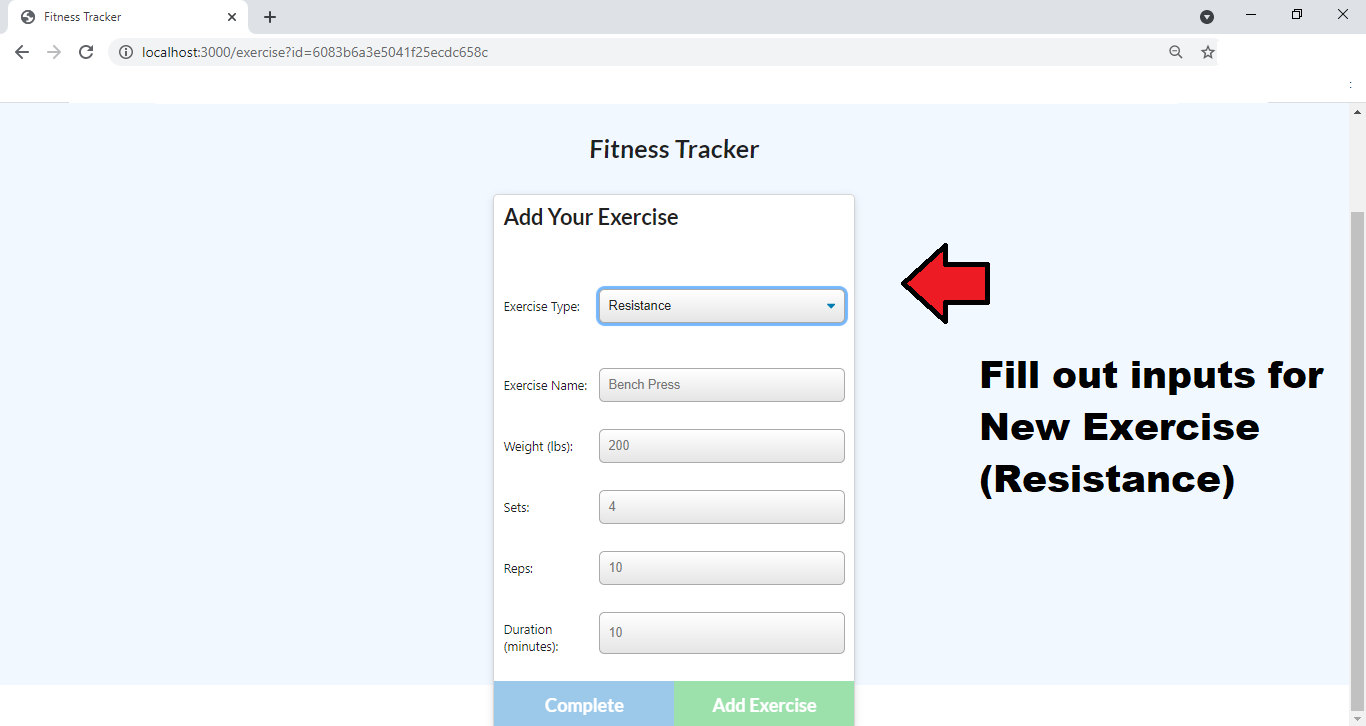 Fitness Tracker
localhost:3000/exercise?id=6083b6a3e5041f25ecdc658c
Fitness Tracker
Add Your Exercise
Exercise Type: Resistance
Exercise Name: Bench Press
Weight (lbs): 200
Sets: 4
Reps: 10
Duration
(minutes): 10
Complete Add Exercise
Fill out inputs for
New Exercise
(Resistance)